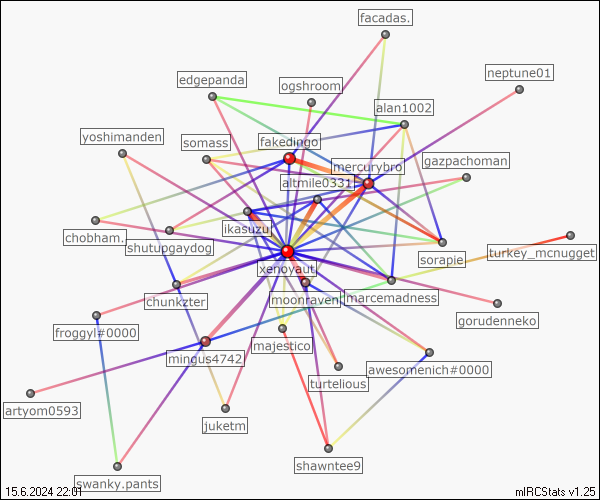 facadas.
neptune01
edgepanda
ogshroom
alan1002
yoshimanden
somass
fakedingo
mercurybro
gazpachoman
altmile0331
chobham.
shutupgaydog
ikasuzu
sorapie
turkey_mcnugget
xenoyaut
chunkzter
moonraven
marcemadness
gorudenneko
froggyl#0000
mingus4742
majestico
awesomenich#0000
turtelious
artyom0593
juketm
shawntee9
swanky.pants
15.6.2024 22:01
mIRCStats v1.25